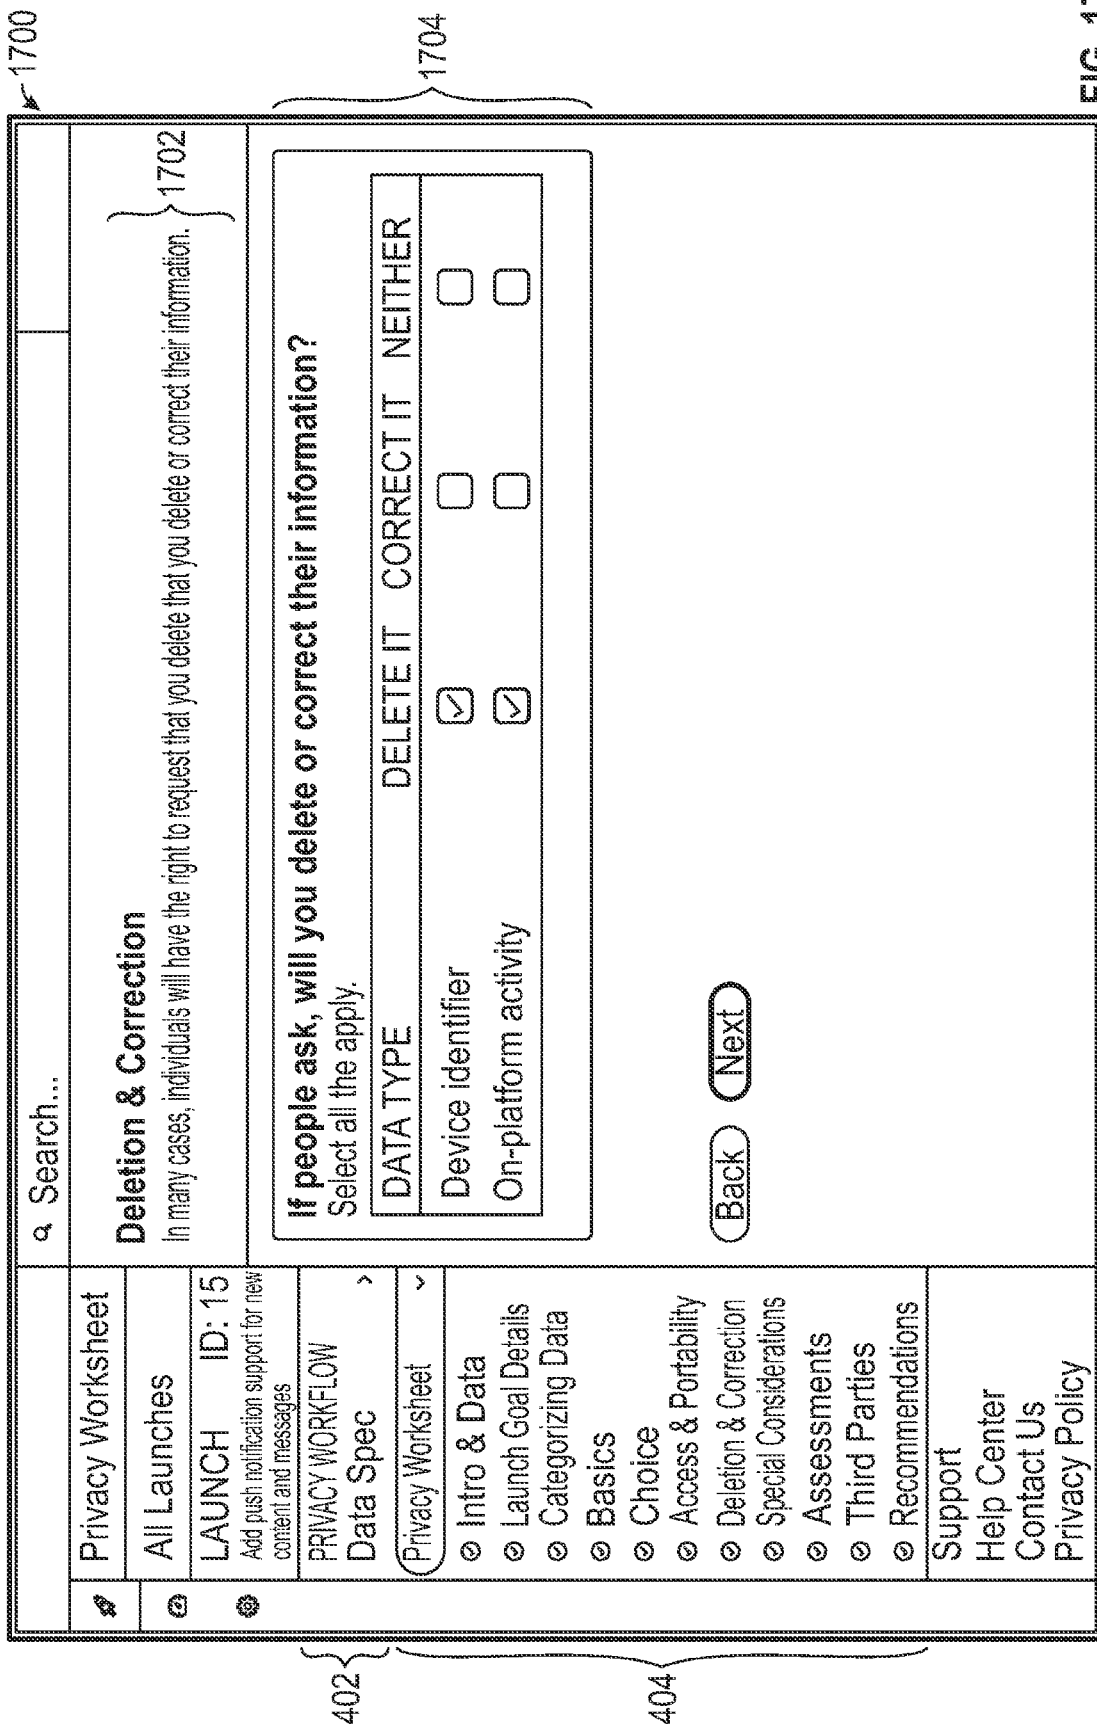 1700
Search...
Privacy Worksheet
All Launches
LAUNCH ID: 15
Add push notification support for new
content and messages
402
PRIVACY WORKFLOW
Data Spec
404
Privacy Worksheet
Intro & Data
Launch Goal Details
Categorizing Data
Basics
Choice
Access & Portability
Deletion & Correction
Special Considerations
Assessments
Third Parties
Recommendations
Support
Help Center
Contact Us
Privacy Policy
Deletion & Correction
In many cases, individuals will have the right to request that you delete that you delete or correct their information.
1702
If people ask, will you delete or correct their information?
Select all the apply.
DATA TYPE DELETE IT CORRECT IT NEITHER
Device identifier
On-platform activity
1704
Back Next
FIG.